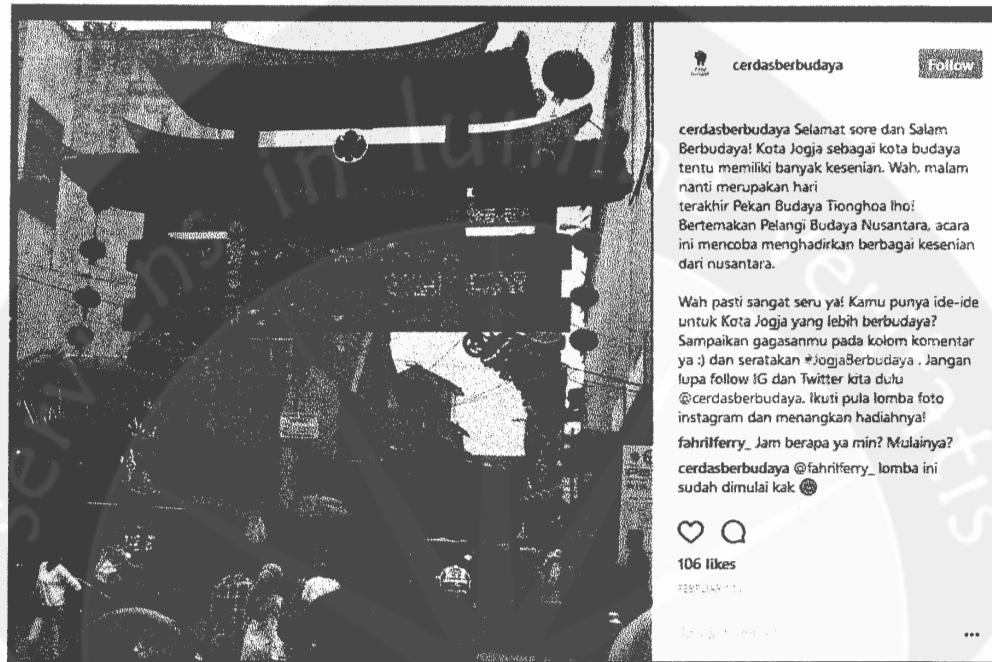 cerdasberbudaya
Follow
cerdasberbudaya Selamat sore dan Salam
Berbudaya! Kota Jogja sebagai kota budaya
tentu memiliki banyak kesenian. Wah, malam
nanti merupakan hari
terakhir Pekan Budaya Tionghoa lho!
Bertemakan Pelangi Budaya Nusantara, acara
ini mencoba menghadirkan berbagai kesenian
dari nusantara.
Wah pasti sangat seru ya! Kamu punya ide-ide
untuk Kota Jogja yang lebih berbudaya?
Sampaikan gagasanmu pada kolom komentar
ya :) dan seratakan #JogjaBerbudaya . Jangan
lupa follow IG dan Twitter kita dulu
@cerdasberbudaya. Ikuti pula lomba foto
instagram dan menangkan hadiahnya!
fahrilferry_ Jam berapa ya min? Mulainya?
cerdasberbudaya @fahrilferry_ lomba ini
sudah dimulai kak
106 likes
serviens in lumine veritatis